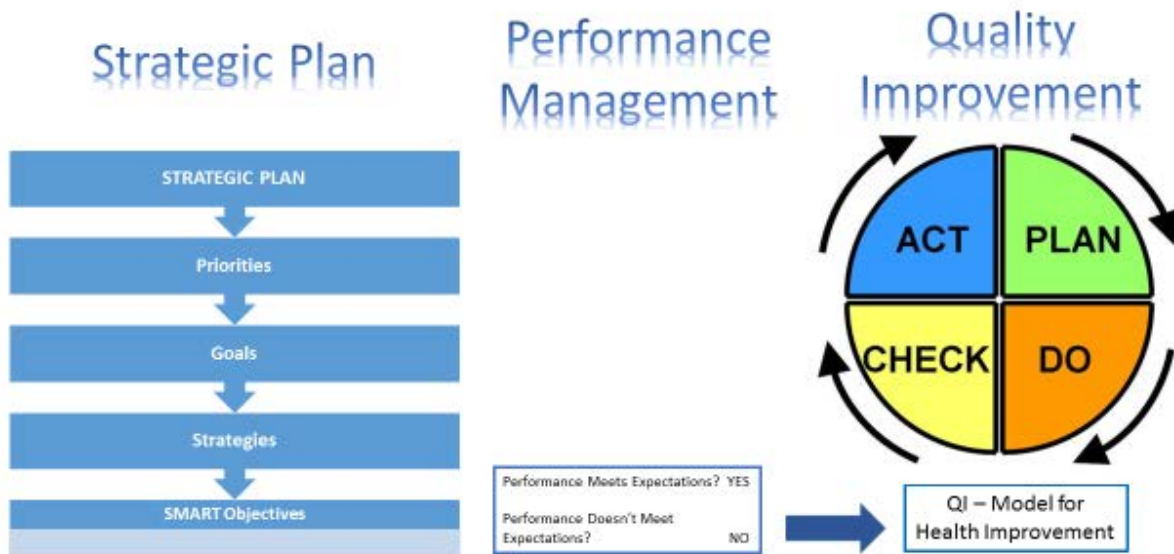 Strategic Plan
Performance
Management
Quality
Improvement
STRATEGIC PLAN
Priorities
Goals
Strategies
SMART Objectives
Performance Meets Expectations? YES
Performance Doesn't Meet
Expectations? NO
ACT
PLAN
CHECK
DO
QI – Model for
Health Improvement